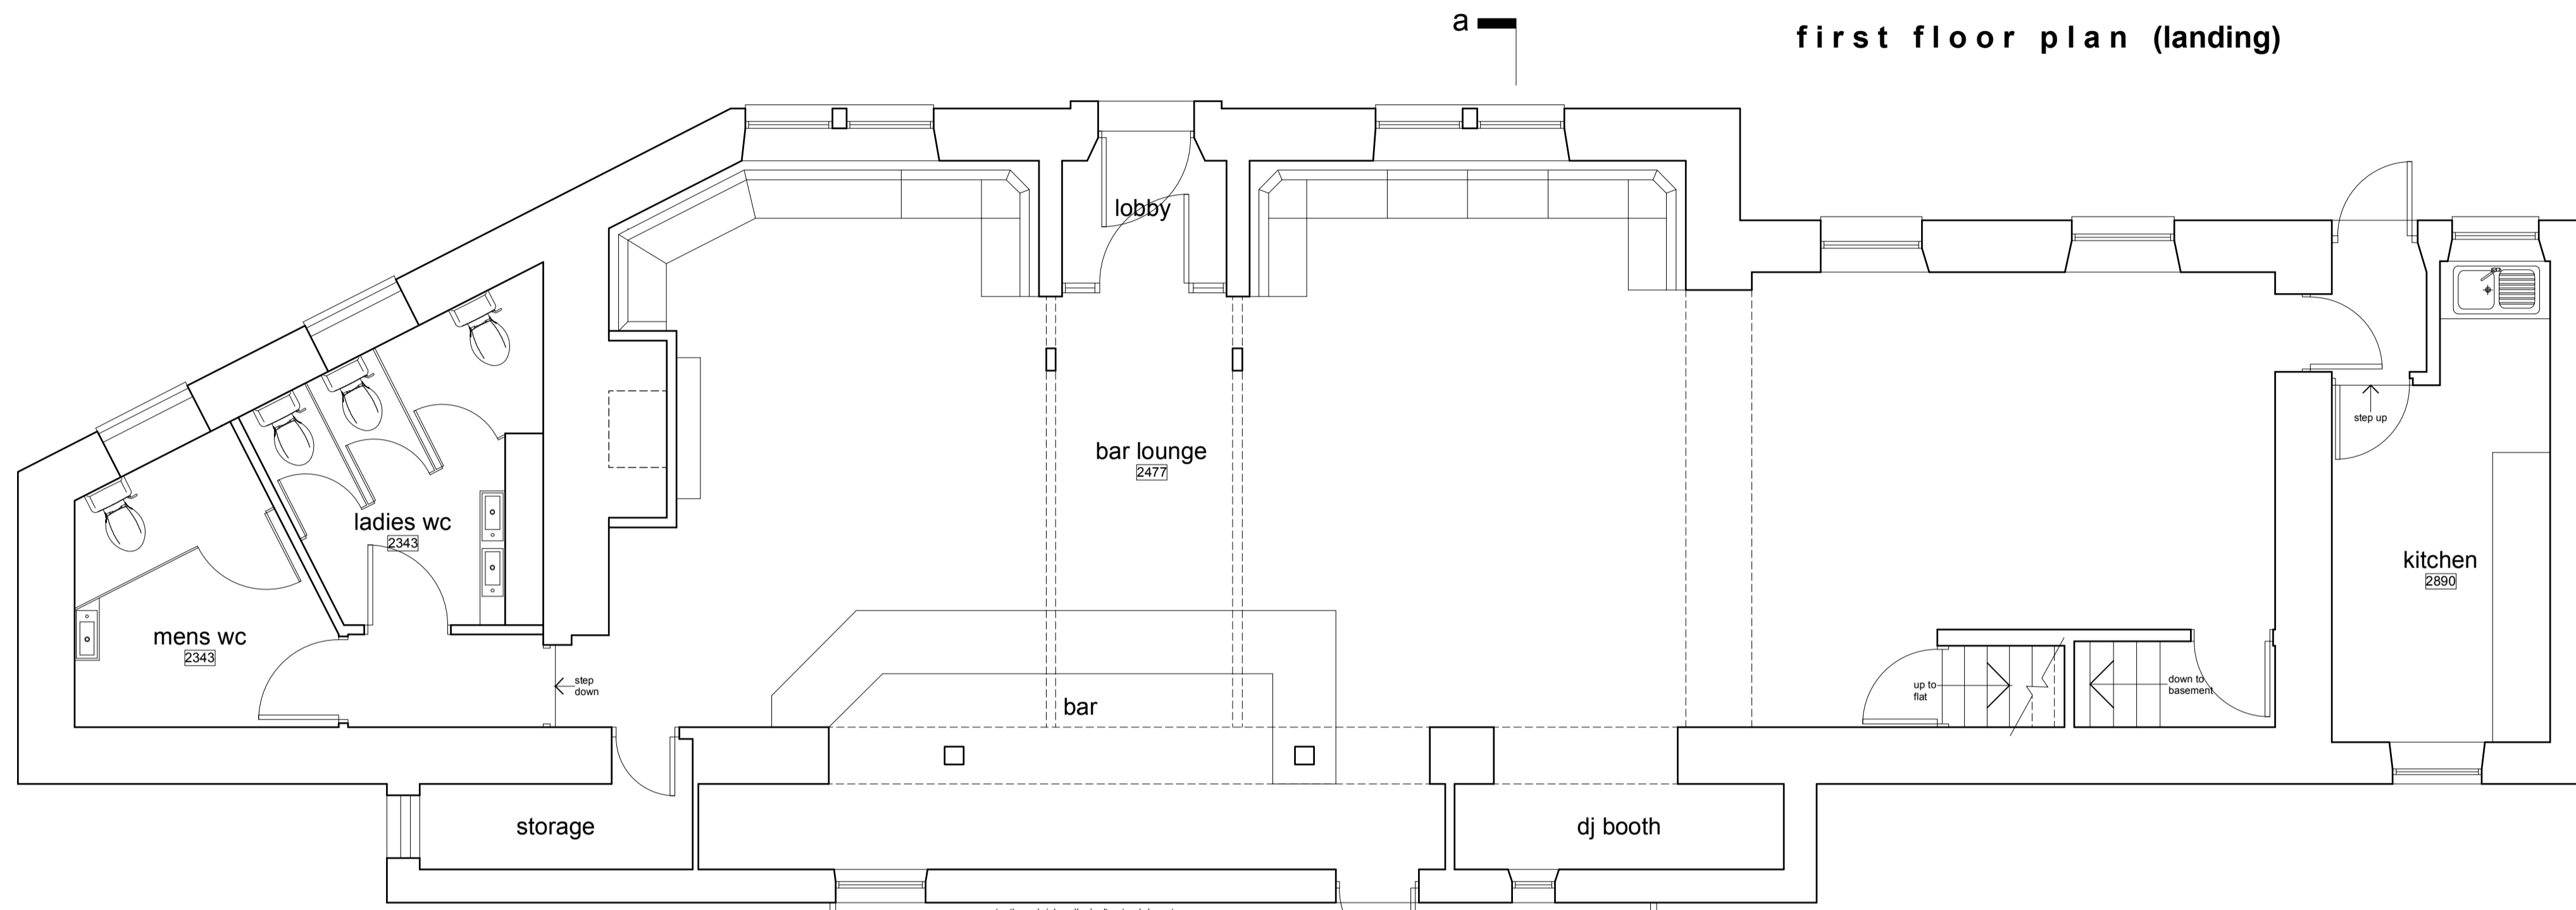 a
first floor plan (landing)
lobby
bar lounge
2477
step up
ladies wc
2343
kitchen
2890
mens wc
2343
step
down
up to
flat
down to
basement
bar
storage
dj booth